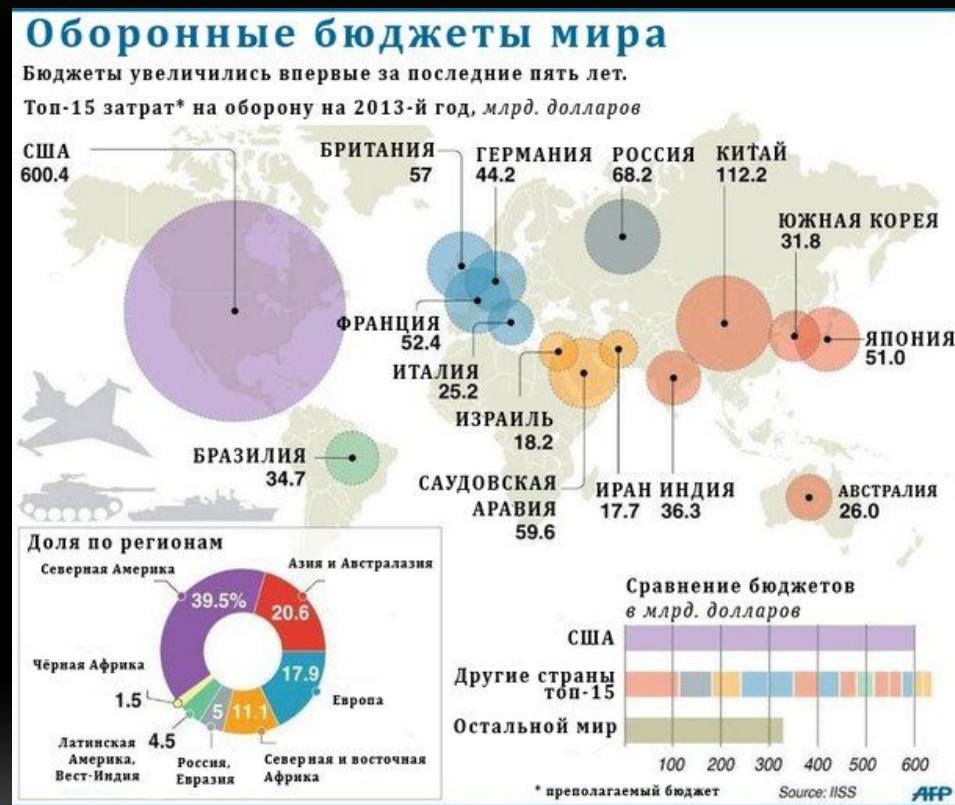 Оборонные бюджеты мира
Бюджеты увеличились впервые за последние пять лет.
Топ-15 затрат* на оборону на 2013-й год, млрд. долларов
США
600.4
БРИТАНИЯ
57
ГЕРМАНИЯ
44.2
РОССИЯ
68.2
КИТАЙ
112.2
ЮЖНАЯ КОРЕЯ
31.8
ФРАНЦИЯ
52.4
ЯПОНИЯ
51.0
ИТАЛИЯ
25.2
ИЗРАИЛЬ
18.2
БРАЗИЛИЯ
34.7
САУДОВСКАЯ
АРАВИЯ
59.6
ИРАН
17.7
ИНДИЯ
36.3
АВСТРАЛИЯ
26.0
Доля по регионам
Северная Америка
39.5%
Азия и Австралазия
20.6
Чёрная Африка
1.5
17.9
Европа
4.5
Латинская
Америка,
Вест-Индия
5
Россия,
Евразия
11.1
Северная и восточная
Африка
Сравнение бюджетов
в млрд. долларов
США
Другие страны
топ-15
Остальной мир
100 200 300 400 500 600
* преполагаемый бюджет
Source: IISS
AFP